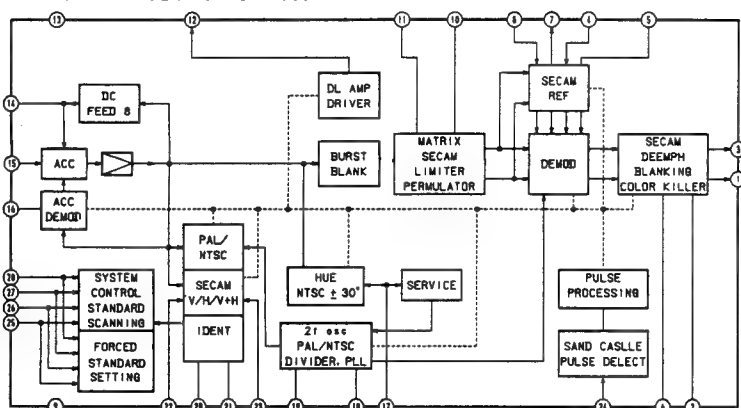 13 12 11 10 6 7 4 5
DL AMP
DRIVER
SECAM
REF
14
DC
FEED 8
15
ACC
BURST
BLANK
MATRIX
SECAM
LIMITER
PERMULATOR
DEMOD
SECAM
DEEMPH
BLANKING
COLOR KILLER
3
1
16
ACC
DEMOD
PAL/
NTSC
HUE
NTSC ± 30°
SERVICE
PULSE
PROCESSING
28
27
26
25
SYSTEM
CONTROL
STANDARD
SCANNING
SECAM
V/H/V+H
IDENT
2f osc
PAL/NTSC
DIVIDER, PLL
FORCED
STANDARD
SETTING
SAND CASLLE
PULSE DELECT
9 22 20 21 23 19 18 17 24 2